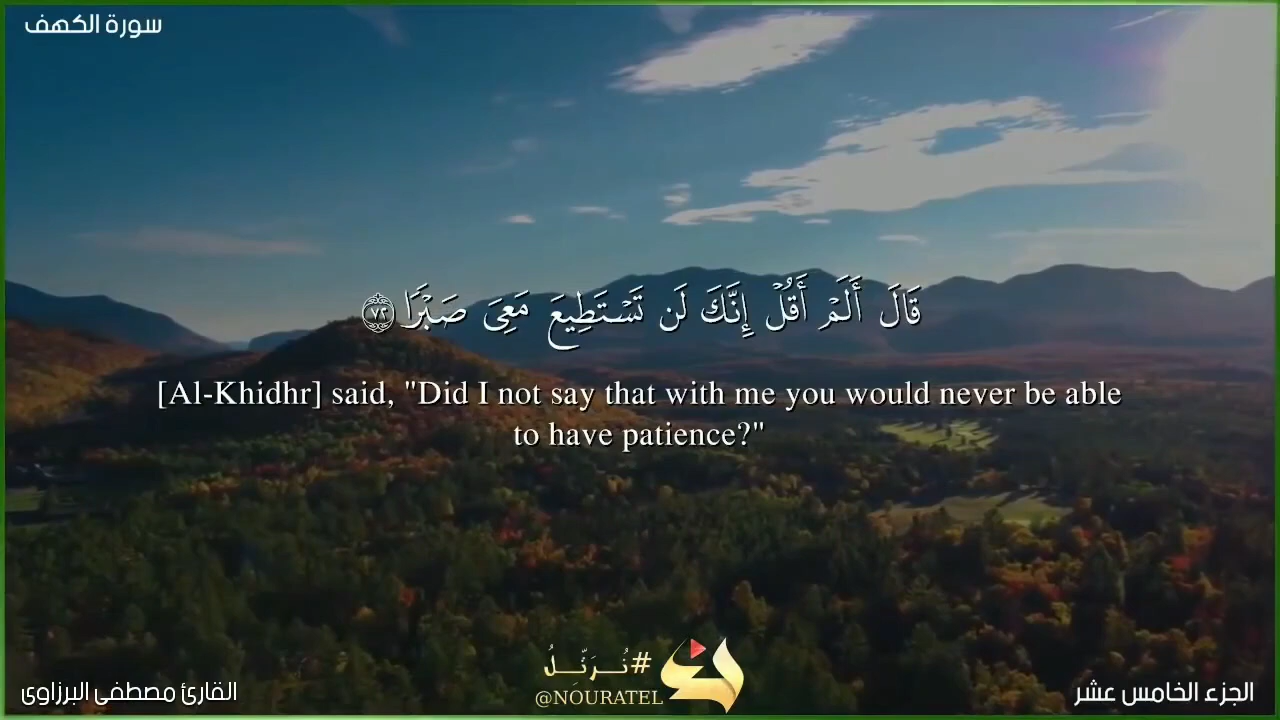 سورة الكهف
قَالَ أَلَمْ أَقُلْ إِنَّكَ لَن تَسْتَطِيعَ مَعِىَ صَبْرًا ٧٢
[Al-Khidhr] said, "Did I not say that with me you would never be able
to have patience?"
#نُرَتِّلُ
@NOURATEL
الجزء الخامس عشر
القارئ مصطفى البرزاوى